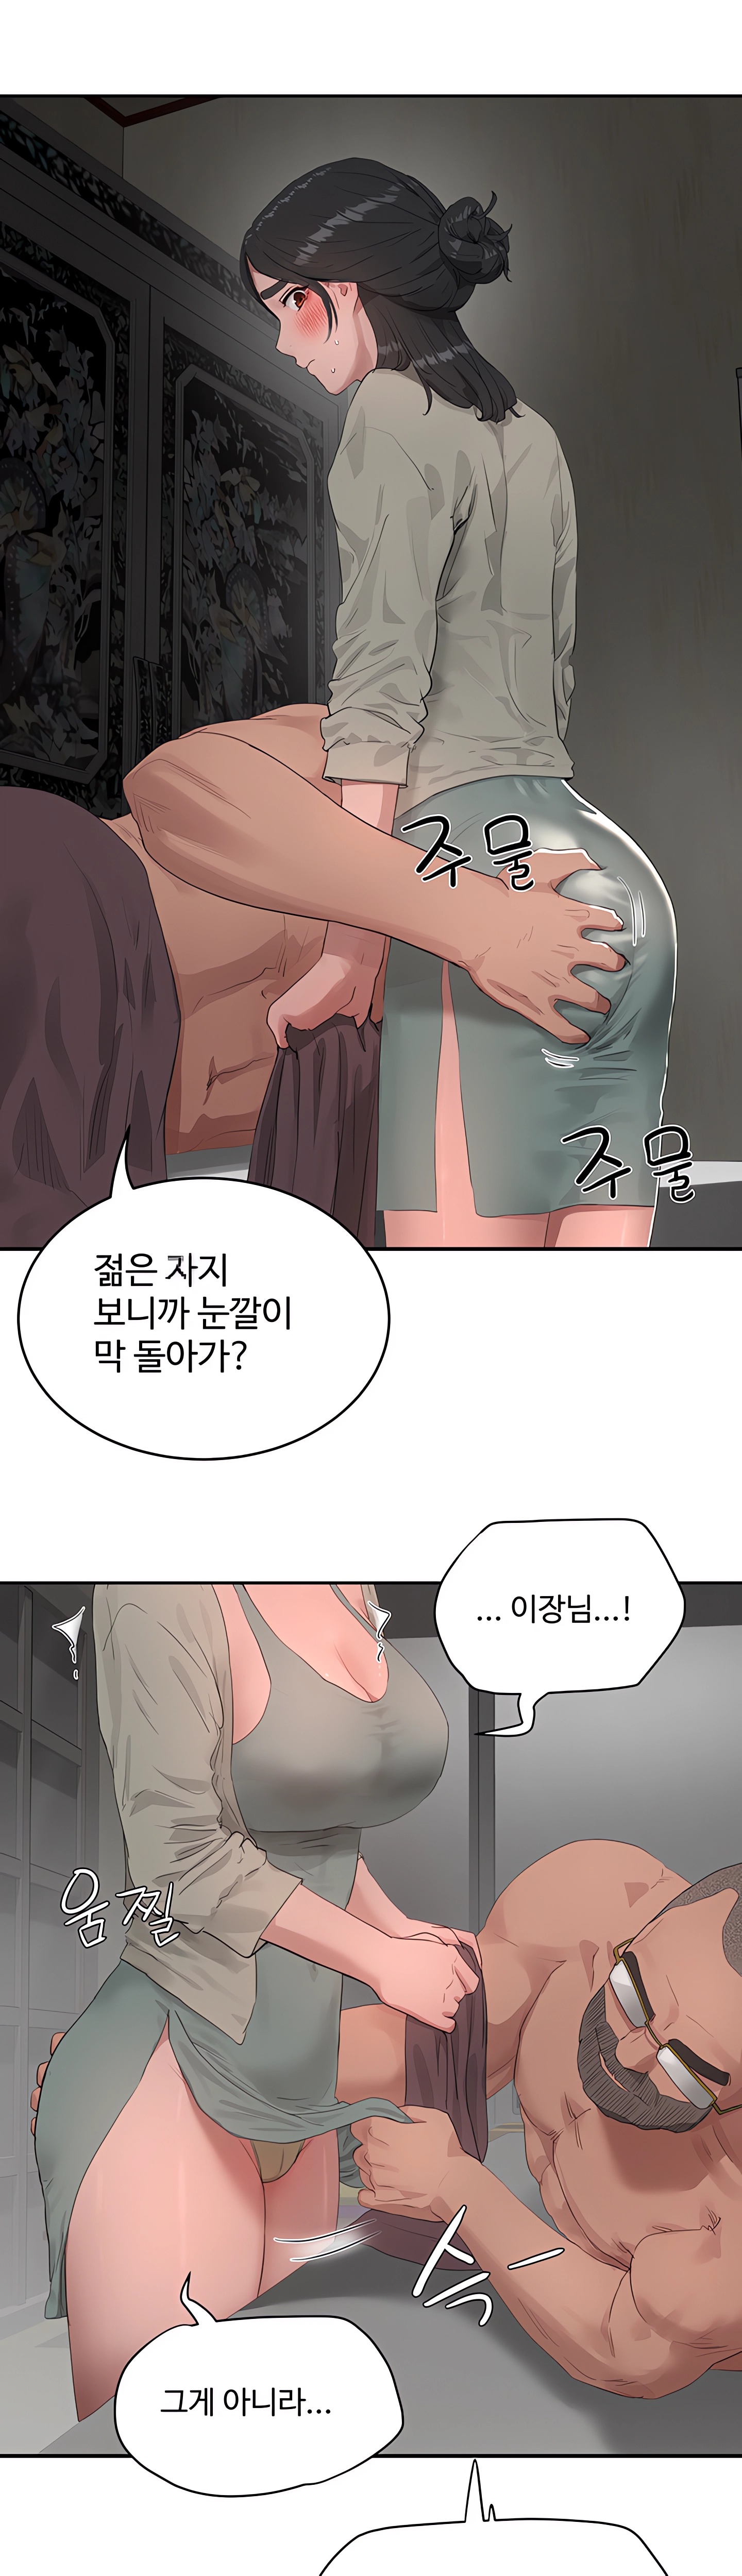 주물
주물
젊은 자지
보니까 눈깔이
막 돌아가?
... 이장님...!
움찔
스
그게 아니라...